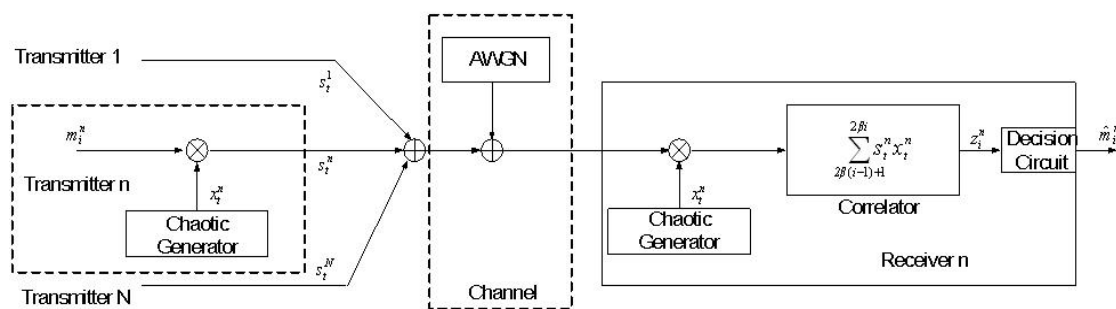 Transmitter 1
s_t^1
AWGN
m_i^n
s_t^n
Transmitter n
x_t^n
Chaotic
Generator
s_t^N
Transmitter N
Channel
x_t^n
Chaotic
Generator
2βi
∑ s_t^n x_t^n
2β(i−1)+1
Correlator
z_i^n
Decision
Circuit
Receiver n